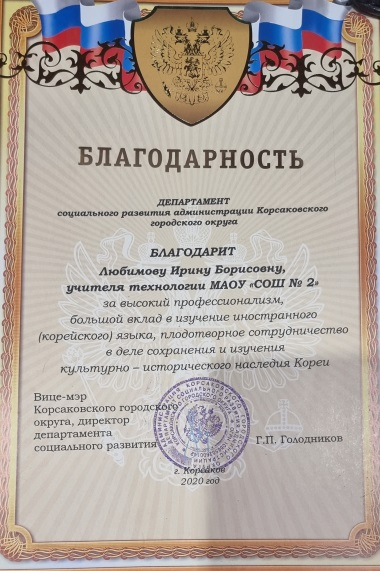 БЛАГОДАРНОСТЬ
ДЕПАРТАМЕНТ
социального развития администрации Корсаковского
городского округа
БЛАГОДАРИТ
Любимову Ирину Борисовну,
учителя технологии МАОУ «СОШ № 2»
за высокий профессионализм,
большой вклад в изучение иностранного
(корейского) языка, плодотворное сотрудничество
в деле сохранения и изучения
культурно – исторического наследия Кореи
Вице-мэр
Корсаковского городского
округа, директор
департамента
социального развития
Г.П. Голодников
г. Корсаков
2020 год